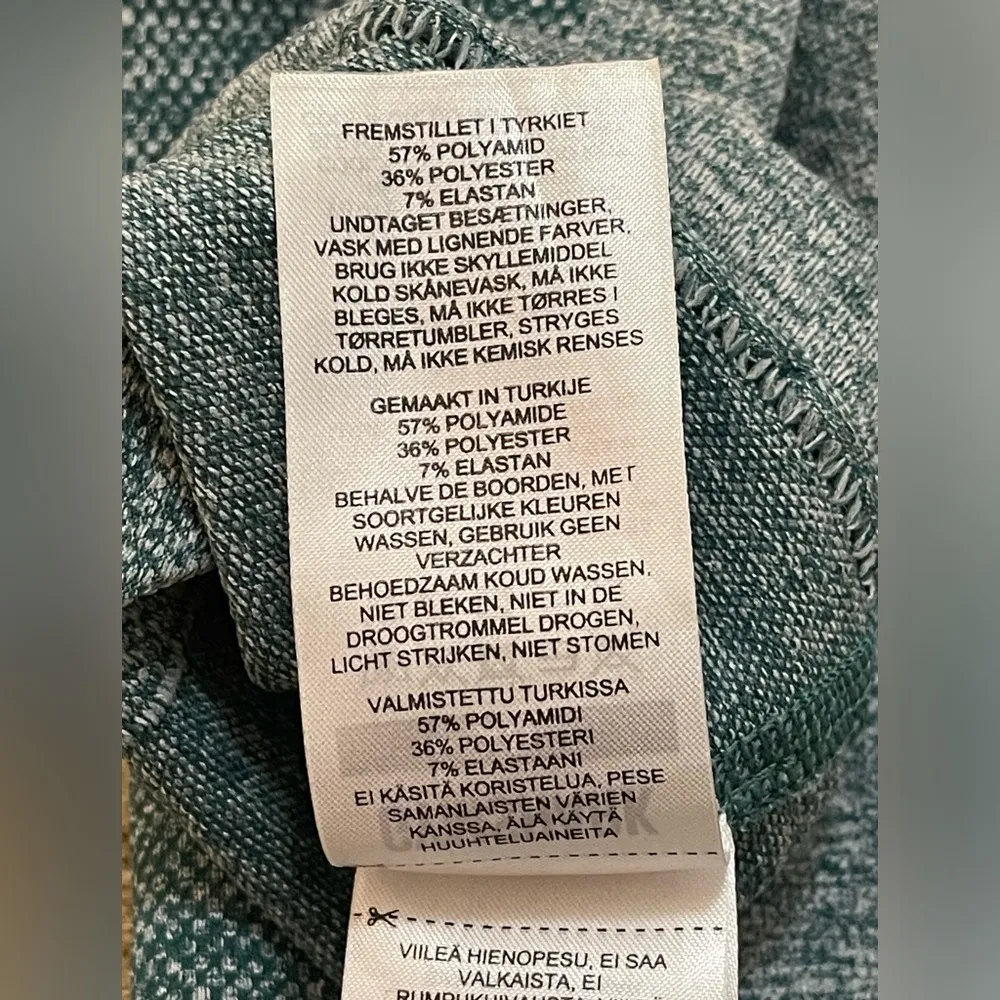 FREMSTILLET I TYRKIET
57% POLYAMID
36% POLYESTER
7% ELASTAN
UNDTAGET BESÆTNINGER,
VASK MED LIGNENDE FARVER.
BRUG IKKE SKYLLEMIDDEL
KOLD SKÅNEVASK, MÅ IKKE
BLEGES, MÅ IKKE TØRRES I
TØRRETUMBLER, STRYGES
KOLD, MÅ IKKE KEMISK RENSES
GEMAAKT IN TURKIJE
57% POLYAMIDE
36% POLYESTER
7% ELASTAN
BEHALVE DE BOORDEN, MET
SOORTGELIJKE KLEUREN
WASSEN, GEBRUIK GEEN
VERZACHTER
BEHOEDZAAM KOUD WASSEN.
NIET BLEKEN, NIET IN DE
DROOGTROMMEL DROGEN,
LICHT STRIJKEN, NIET STOMEN
VALMISTETTU TURKISSA
57% POLYAMIDI
36% POLYESTERI
7% ELASTAANI
EI KÄSITÄ KORISTELUA, PESE
SAMANLAISTEN VÄRIEN
KANSSA, ÄLÄ KÄYTÄ
HUUHTELUAINEITA
VIILEÄ HIENOPESU, EI SAA
VALKAISTA, EI